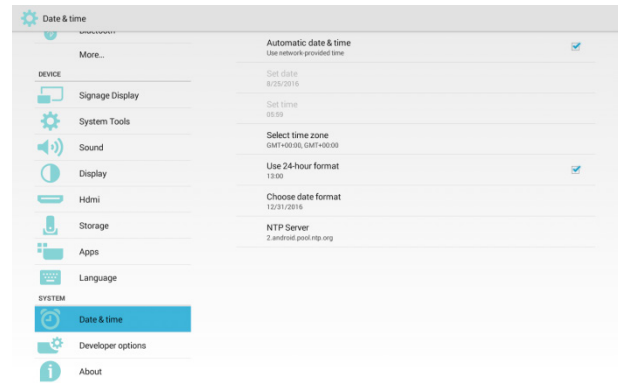 Date & time
Bluetooth
More...
DEVICE
Signage Display
System Tools
Sound
Display
Hdmi
Storage
Apps
Language
SYSTEM
Date & time
Developer options
About
Automatic date & time
Use network-provided time
Set date
8/25/2016
Set time
05:59
Select time zone
GMT+00:00, GMT+00:00
Use 24-hour format
13:00
Choose date format
12/31/2016
NTP Server
2.android.pool.ntp.org